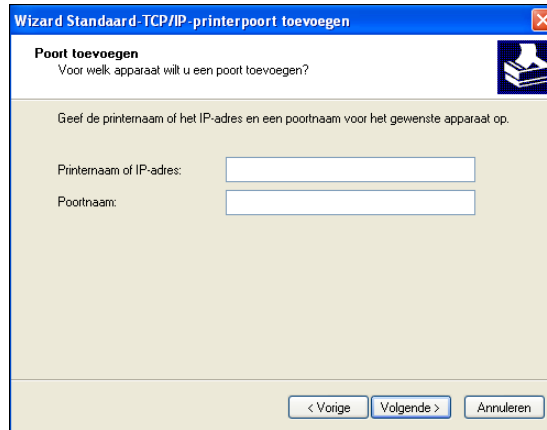 Wizard Standaard-TCP/IP-printerpoort toevoegen
Poort toevoegen
Voor welk apparaat wilt u een poort toevoegen?
Geef de printernaam of het IP-adres en een poortnaam voor het gewenste apparaat op.
Printernaam of IP-adres:
Poortnaam:
< Vorige Volgende > Annuleren